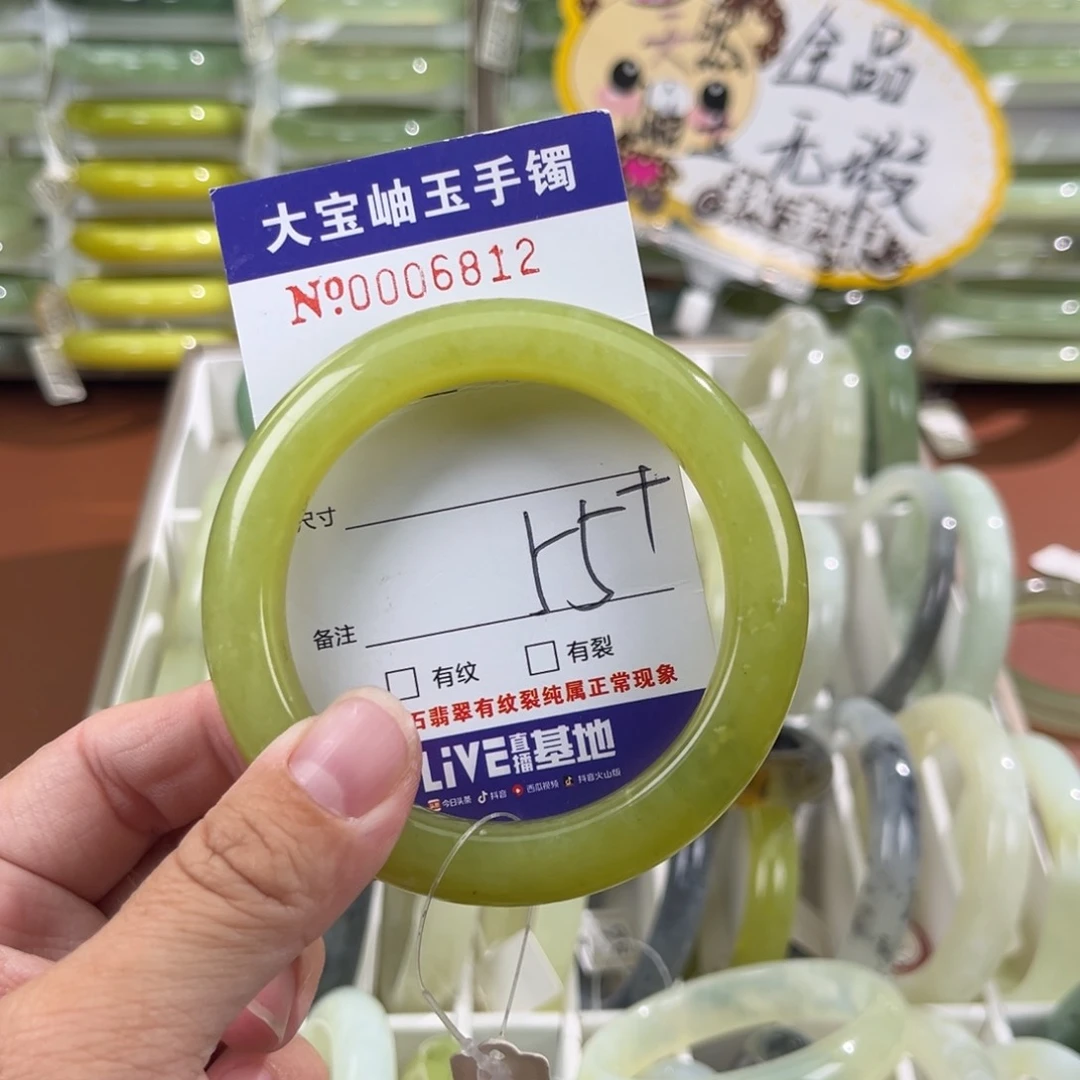 全品
无瑕
大宝岫玉手镯
Nº0006812
尺寸
55+
备注
有纹 有裂
石翡翠有纹裂纯属正常现象
LiVE直播基地
今日头条 抖音 西瓜视频 抖音火山版